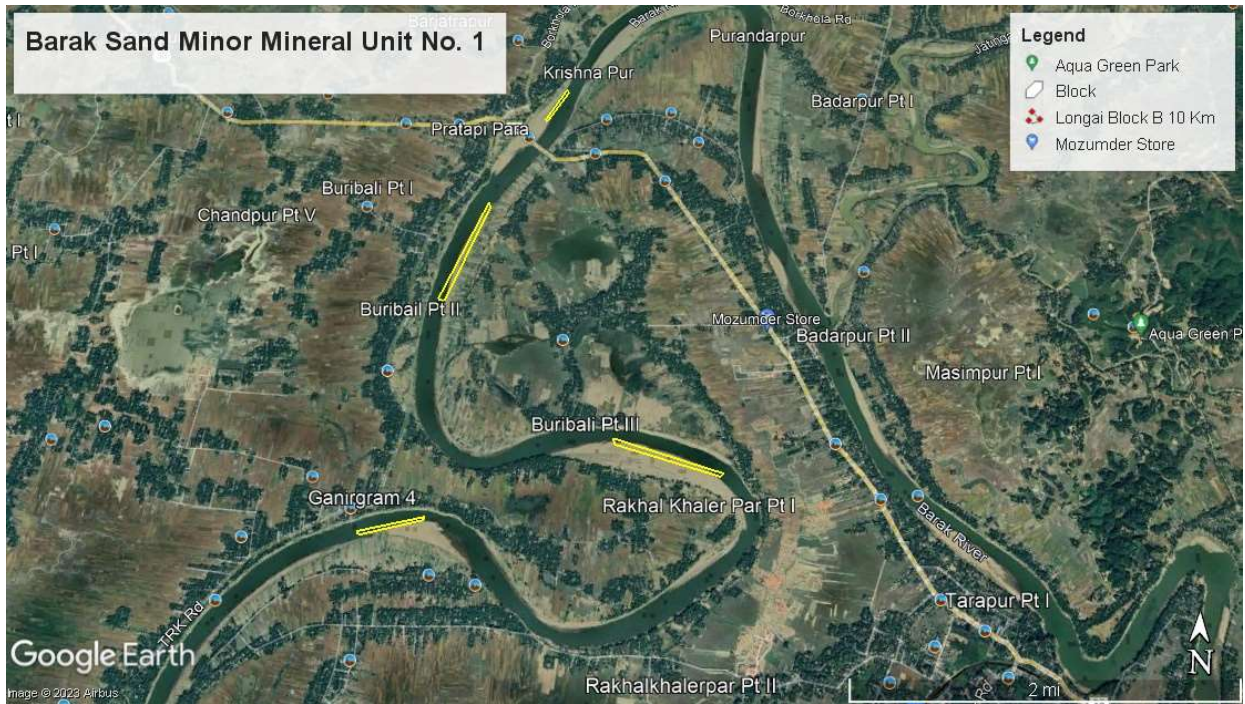 Barak Sand Minor Mineral Unit No. 1
Legend
Aqua Green Park
Block
Longai Block B 10 Km
Mozumder Store
Borkhola Rd
Purandarpur
Krishna Pur
Badarpur Pt I
Pratapi Para
Buribali Pt I
Chandpur Pt V
Pt I
Buribail Pt II
Mozumder Store
Badarpur Pt II
Aqua Green P
Masimpur Pt I
Buribali Pt III
Ganirgram 4
Rakhal Khaler Par Pt I
Barak River
Tarapur Pt I
TRK Rd
Google Earth
Rakhalkhalerpar Pt II
N
2 mi
Image © 2023 Airbus